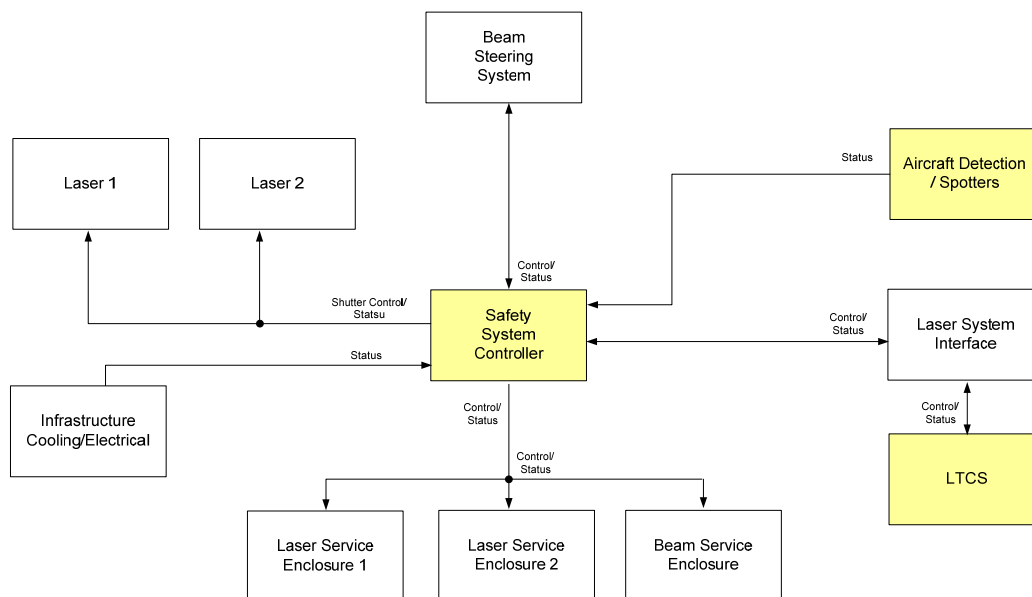 Beam
Steering
System
Status
Aircraft Detection
/ Spotters
Laser 1
Laser 2
Control/
Status
Shutter Control/
Statsu
Safety
System
Controller
Control/
Status
Laser System
Interface
Status
Infrastructure
Cooling/Electrical
Control/
Status
Control/
Status
LTCS
Control/
Status
Laser Service
Enclosure 1
Laser Service
Enclosure 2
Beam Service
Enclosure